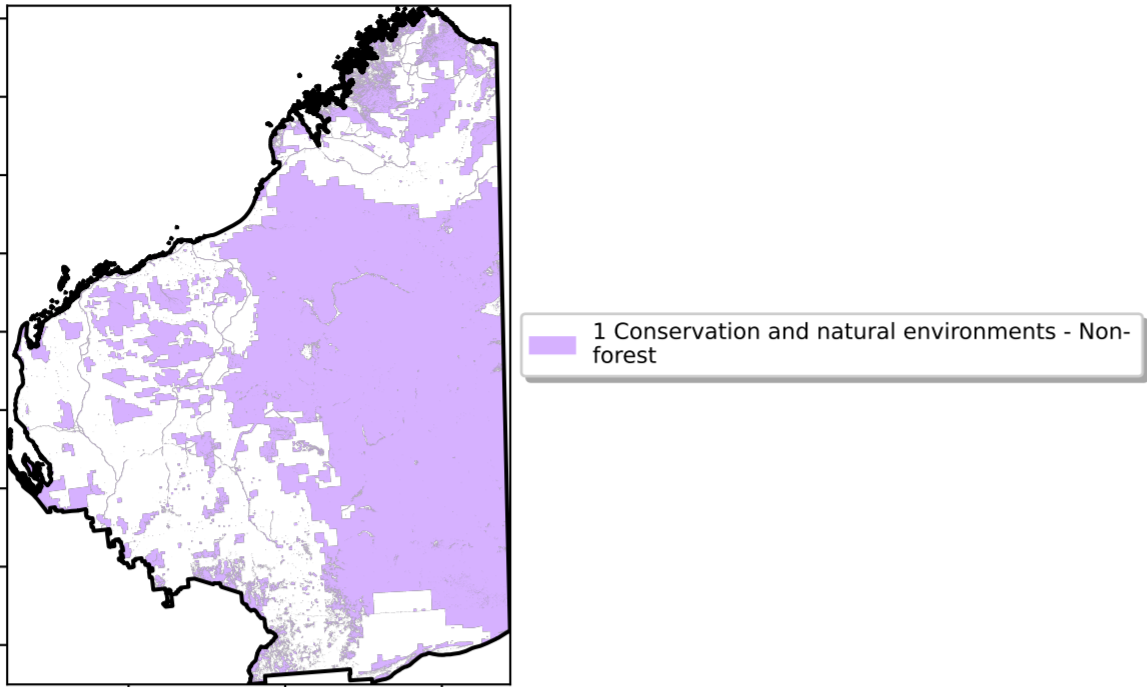 1 Conservation and natural environments - Non-
forest